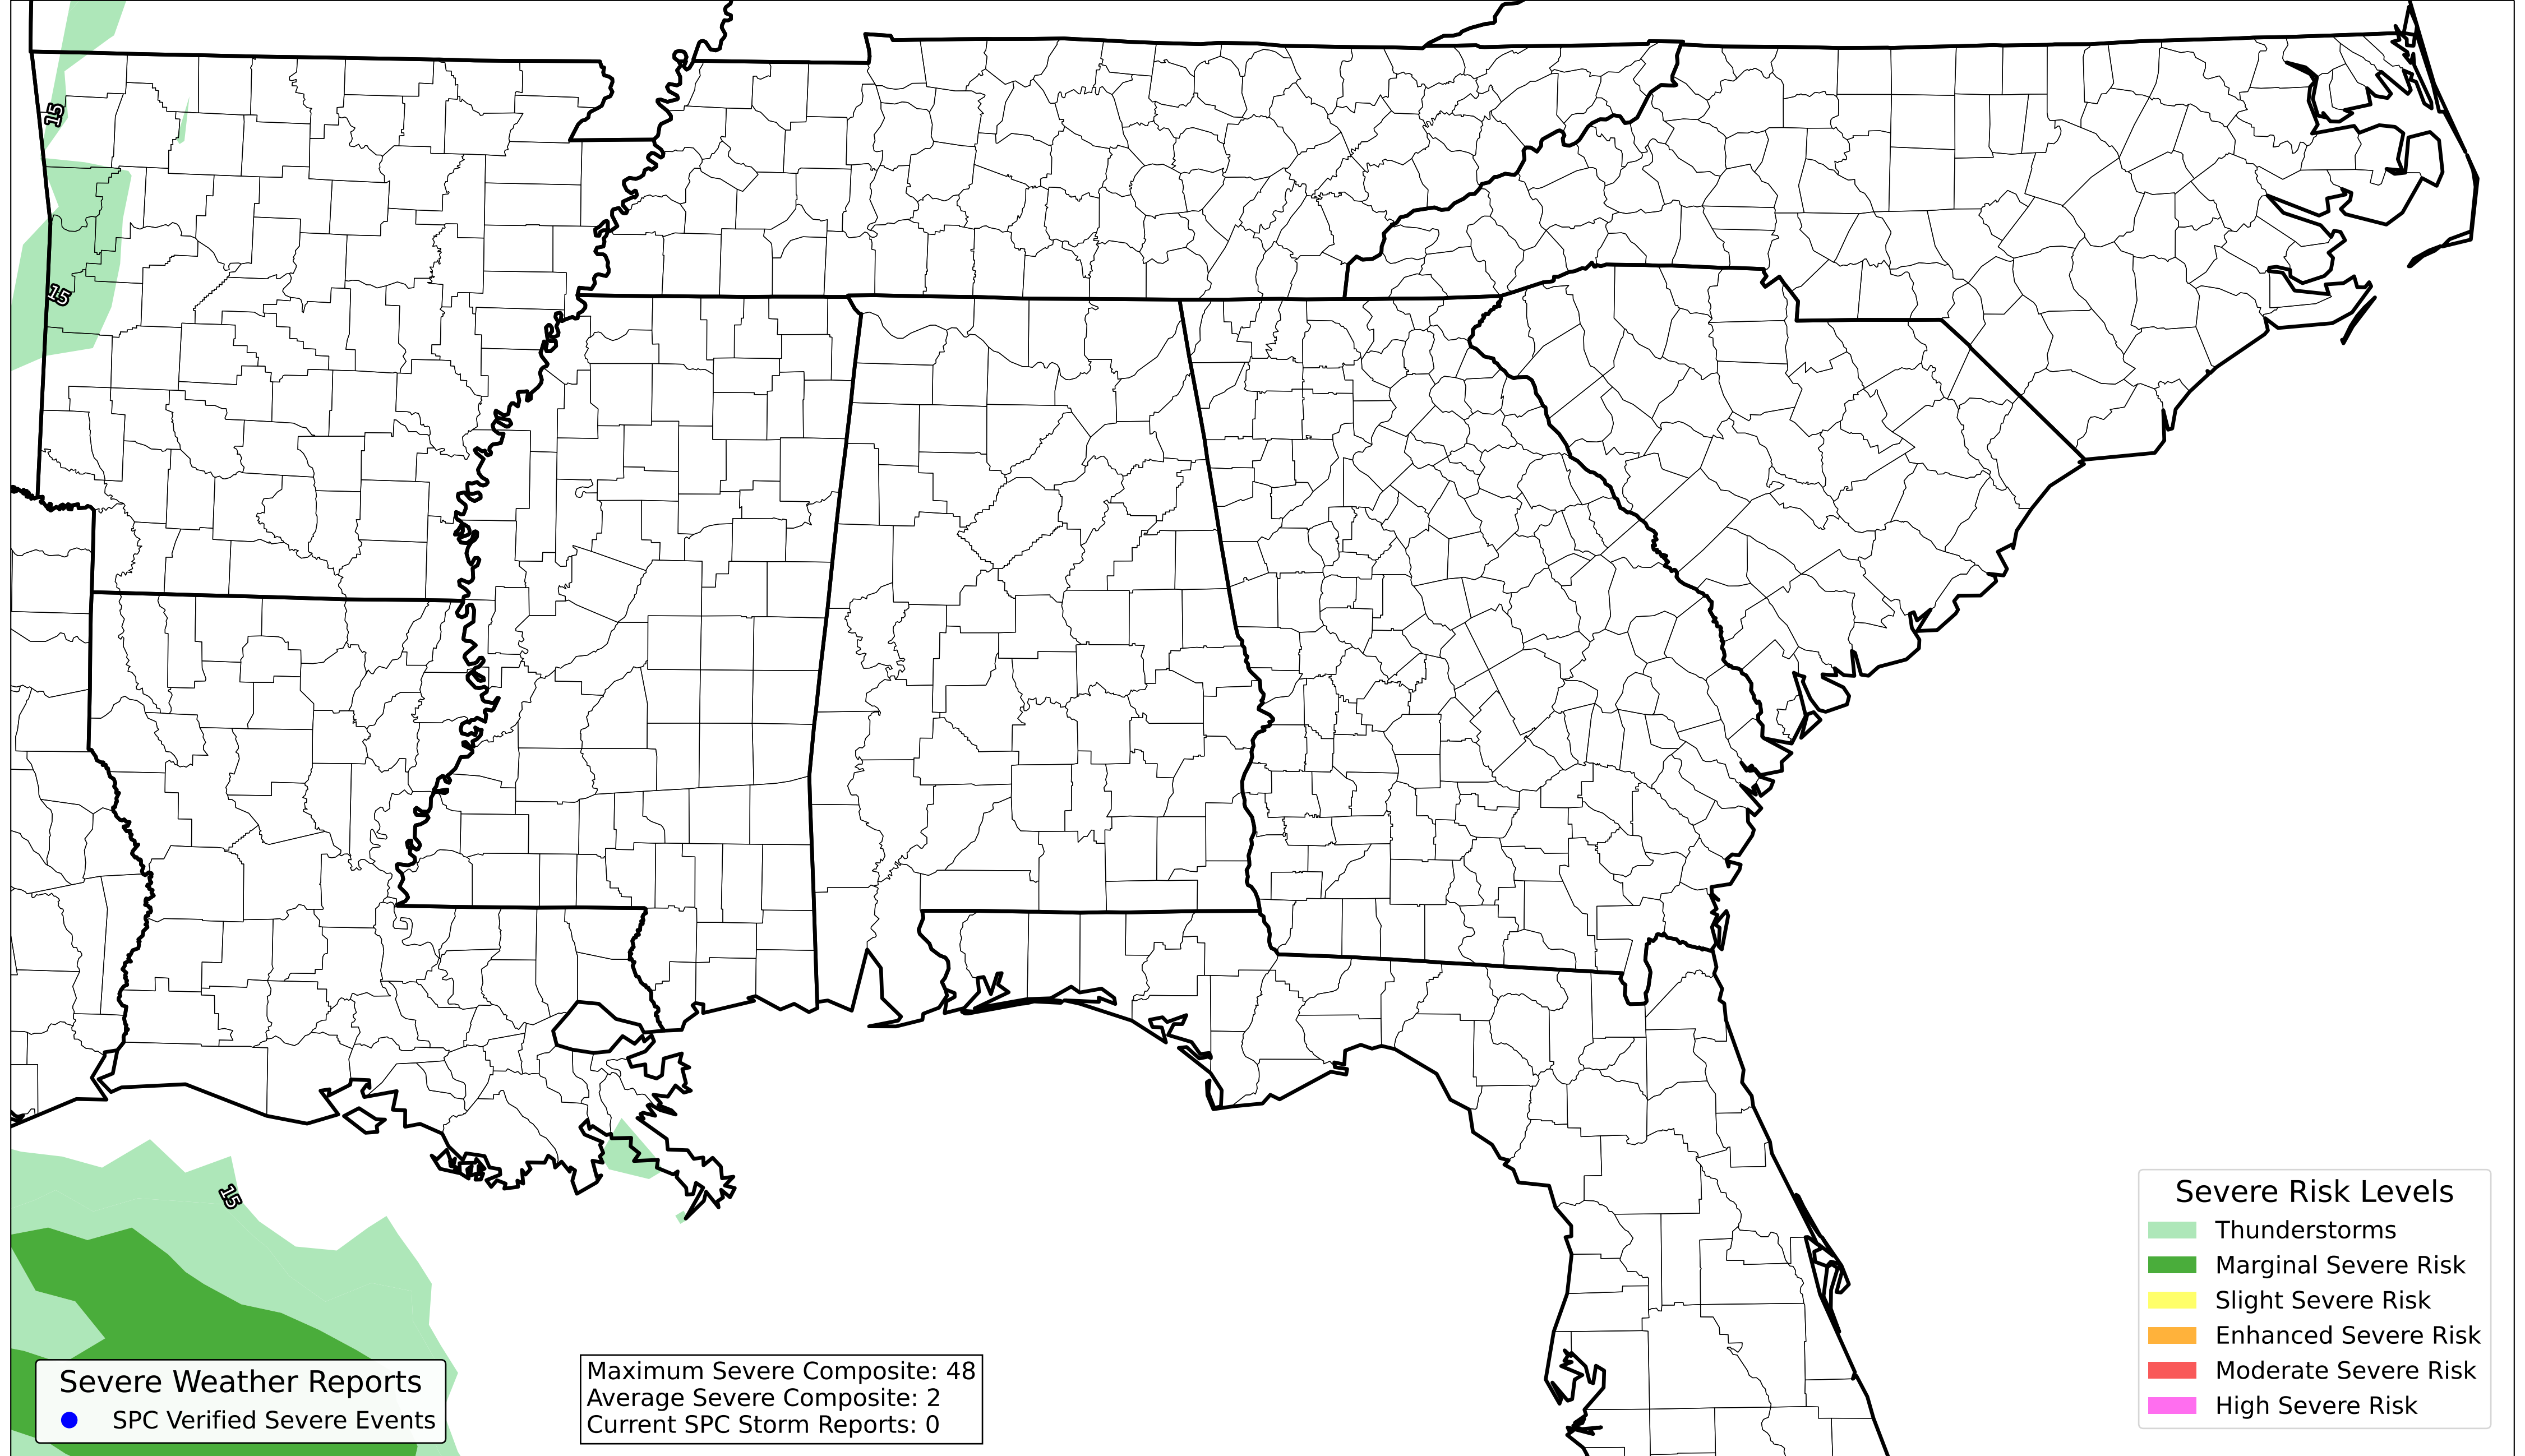 15
15
15
Severe Weather Reports
SPC Verified Severe Events
Maximum Severe Composite: 48
Average Severe Composite: 2
Current SPC Storm Reports: 0
Severe Risk Levels
Thunderstorms
Marginal Severe Risk
Slight Severe Risk
Enhanced Severe Risk
Moderate Severe Risk
High Severe Risk